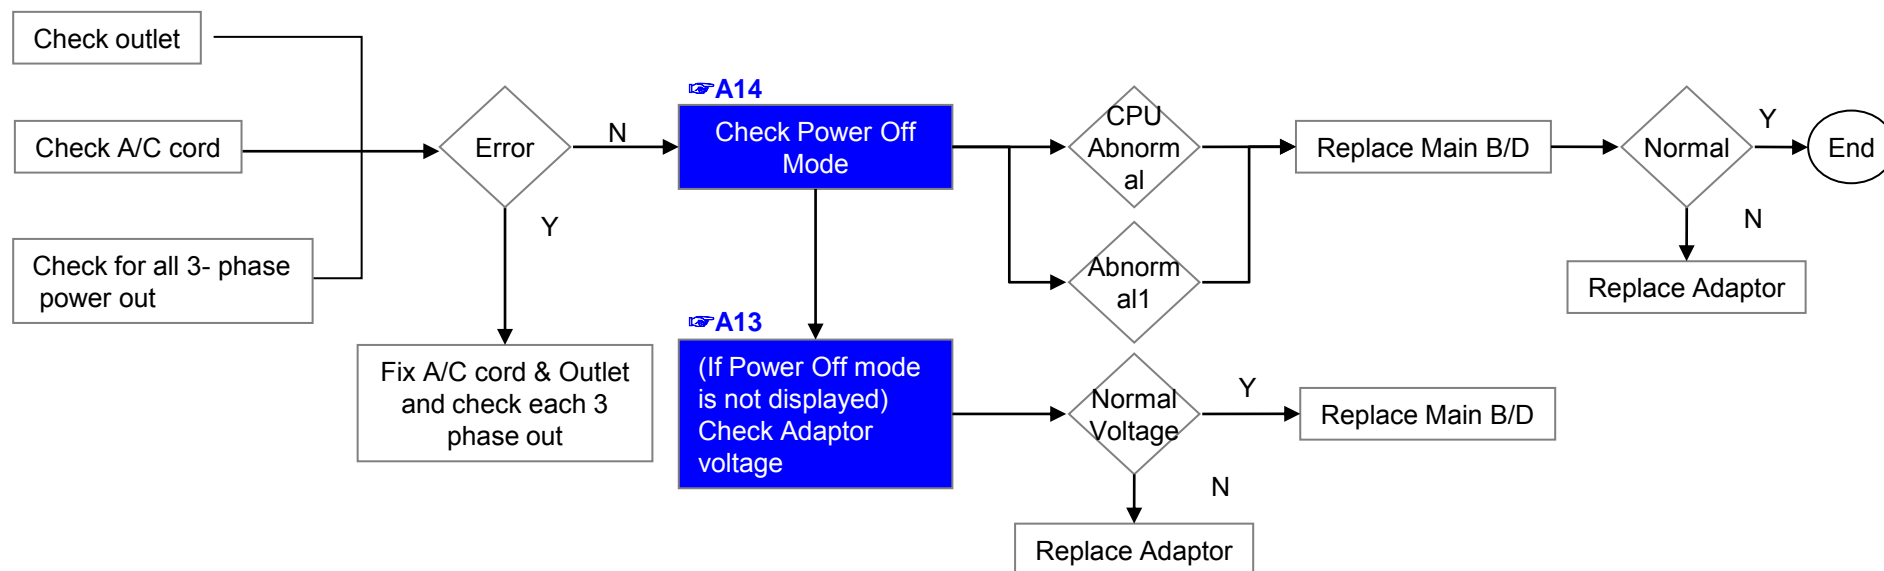 Check outlet
Check A/C cord
Check for all 3- phase
power out
Error
N
Y
Fix A/C cord & Outlet
and check each 3
phase out
☞A14
Check Power Off
Mode
☞A13
(If Power Off mode
is not displayed)
Check Adaptor
voltage
CPU
Abnorm
al
Abnorm
al1
Replace Main B/D
Normal
Y
End
N
Replace Adaptor
Normal
Voltage
Y
Replace Main B/D
N
Replace Adaptor